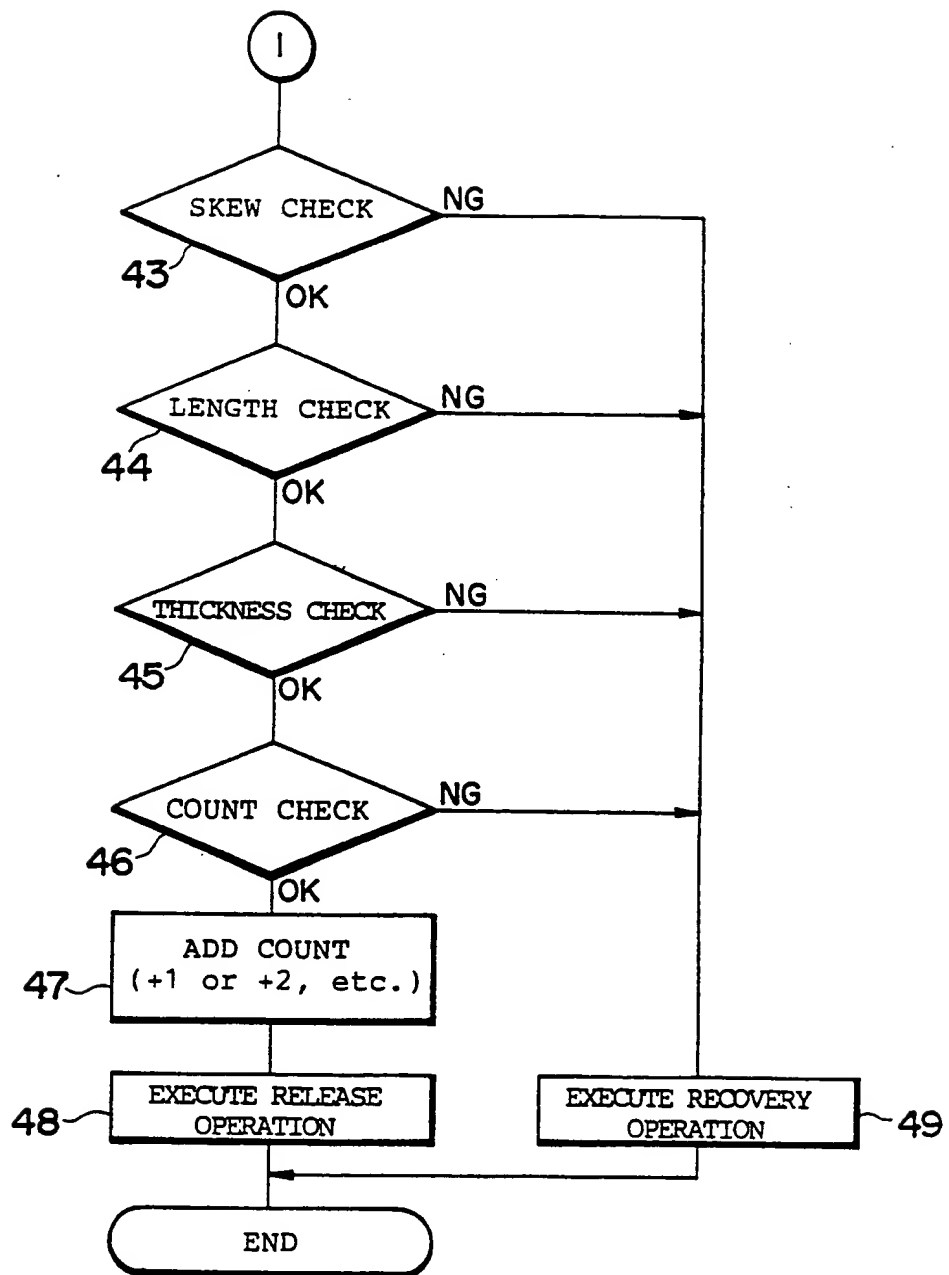 1
SKEW CHECK
NG
43
OK
LENGTH CHECK
NG
44
OK
THICKNESS CHECK
NG
45
OK
COUNT CHECK
NG
46
OK
ADD COUNT
(+1 or +2, etc.)
47
EXECUTE RELEASE
OPERATION
48
EXECUTE RECOVERY
OPERATION
49
END